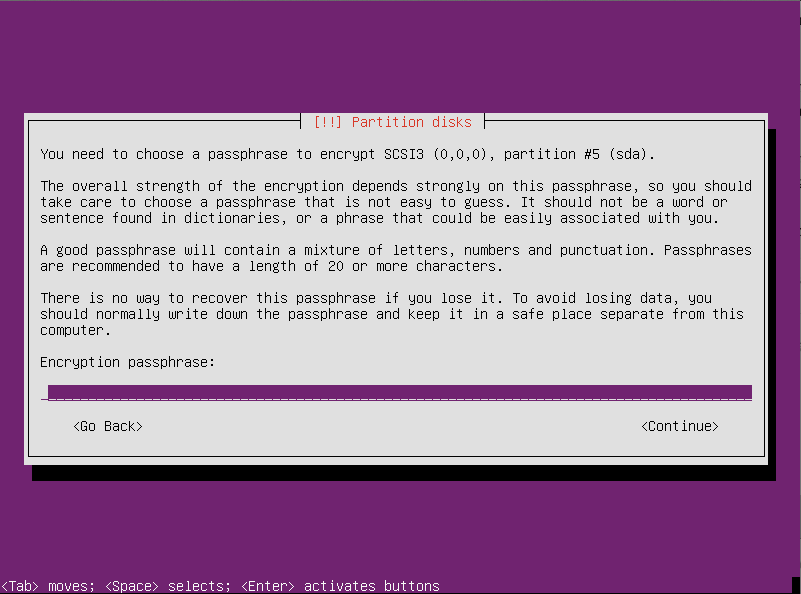 [!!] Partition disks
You need to choose a passphrase to encrypt SCSI3 (0,0,0), partition #5 (sda).
The overall strength of the encryption depends strongly on this passphrase, so you should
take care to choose a passphrase that is not easy to guess. It should not be a word or
sentence found in dictionaries, or a phrase that could be easily associated with you.
A good passphrase will contain a mixture of letters, numbers and punctuation. Passphrases
are recommended to have a length of 20 or more characters.
There is no way to recover this passphrase if you lose it. To avoid losing data, you
should normally write down the passphrase and keep it in a safe place separate from this
computer.
Encryption passphrase:
<Go Back> <Continue>
<Tab> moves; <Space> selects; <Enter> activates buttons